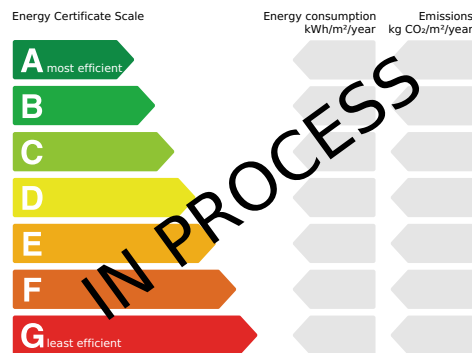 Energy Certificate Scale
Energy consumption
kWh/m²/year
Emissions
kg CO₂/m²/year
A most efficient
B
C
D
E
F
G least efficient
IN PROCESS